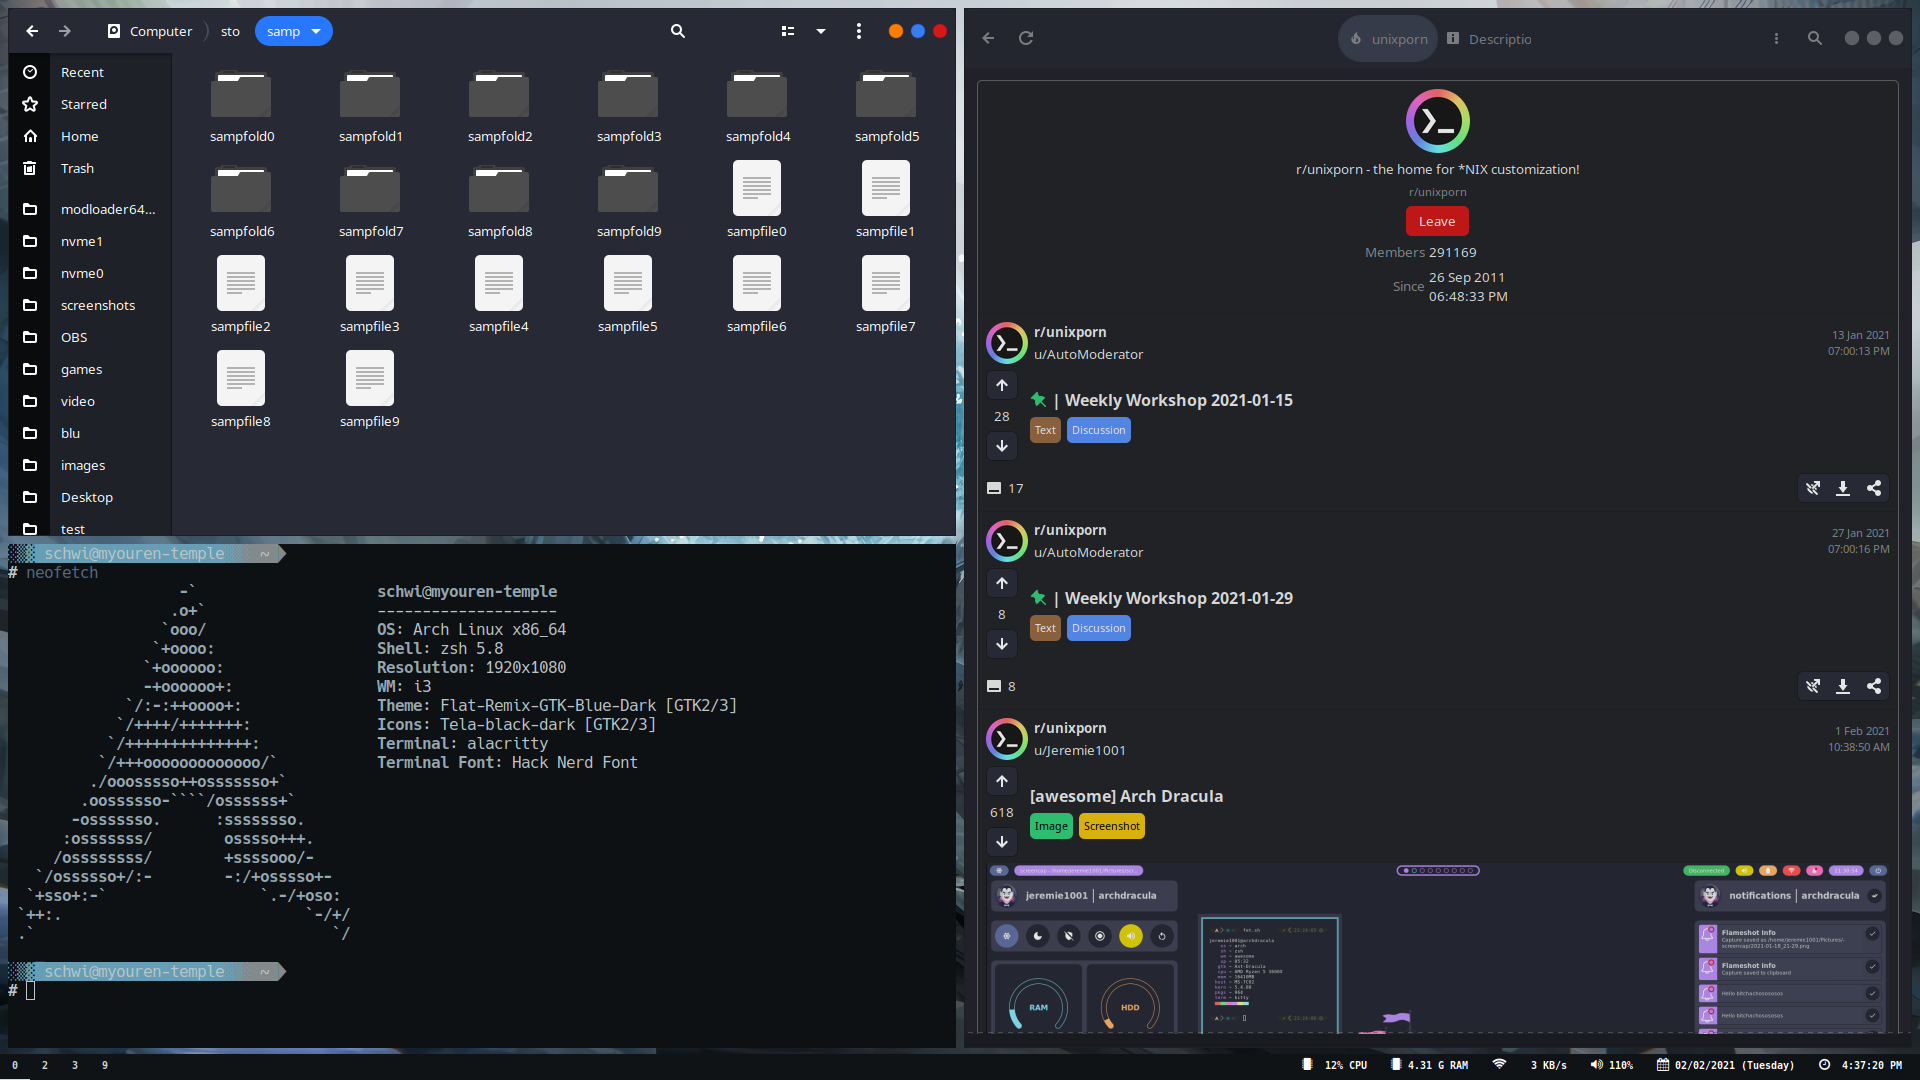 Computer sto samp
Recent
Starred
Home
Trash
modloader64...
nvme1
nvme0
screenshots
OBS
games
video
blu
images
Desktop
test
sampfold0 sampfold1 sampfold2 sampfold3 sampfold4 sampfold5
sampfold6 sampfold7 sampfold8 sampfold9 sampfile0 sampfile1
sampfile2 sampfile3 sampfile4 sampfile5 sampfile6 sampfile7
sampfile8 sampfile9
schwi@myouren-temple ~
# neofetch
schwi@myouren-temple
--------------------
OS: Arch Linux x86_64
Shell: zsh 5.8
Resolution: 1920x1080
WM: i3
Theme: Flat-Remix-GTK-Blue-Dark [GTK2/3]
Icons: Tela-black-dark [GTK2/3]
Terminal: alacritty
Terminal Font: Hack Nerd Font
schwi@myouren-temple ~
#
unixporn Descriptio
r/unixporn - the home for *NIX customization!
r/unixporn
Leave
Members 291169
Since 26 Sep 2011
06:48:33 PM
r/unixporn
u/AutoModerator
13 Jan 2021
07:00:13 PM
28
| Weekly Workshop 2021-01-15
Text Discussion
17
r/unixporn
u/AutoModerator
27 Jan 2021
07:00:16 PM
8
| Weekly Workshop 2021-01-29
Text Discussion
8
r/unixporn
u/Jeremie1001
1 Feb 2021
10:38:50 AM
618
[awesome] Arch Dracula
Image Screenshot
Disconnected
jeremie1001 | archdracula
notifications | archdracula
Flameshot Info
Flameshot Info
Capture saved to clipboard
Hello bitchachosososos
Hello bitchachosososos
RAM HDD
0 2 3 9
12% CPU 4.31 G RAM 3 KB/s 110% 02/02/2021 (Tuesday) 4:37:20 PM